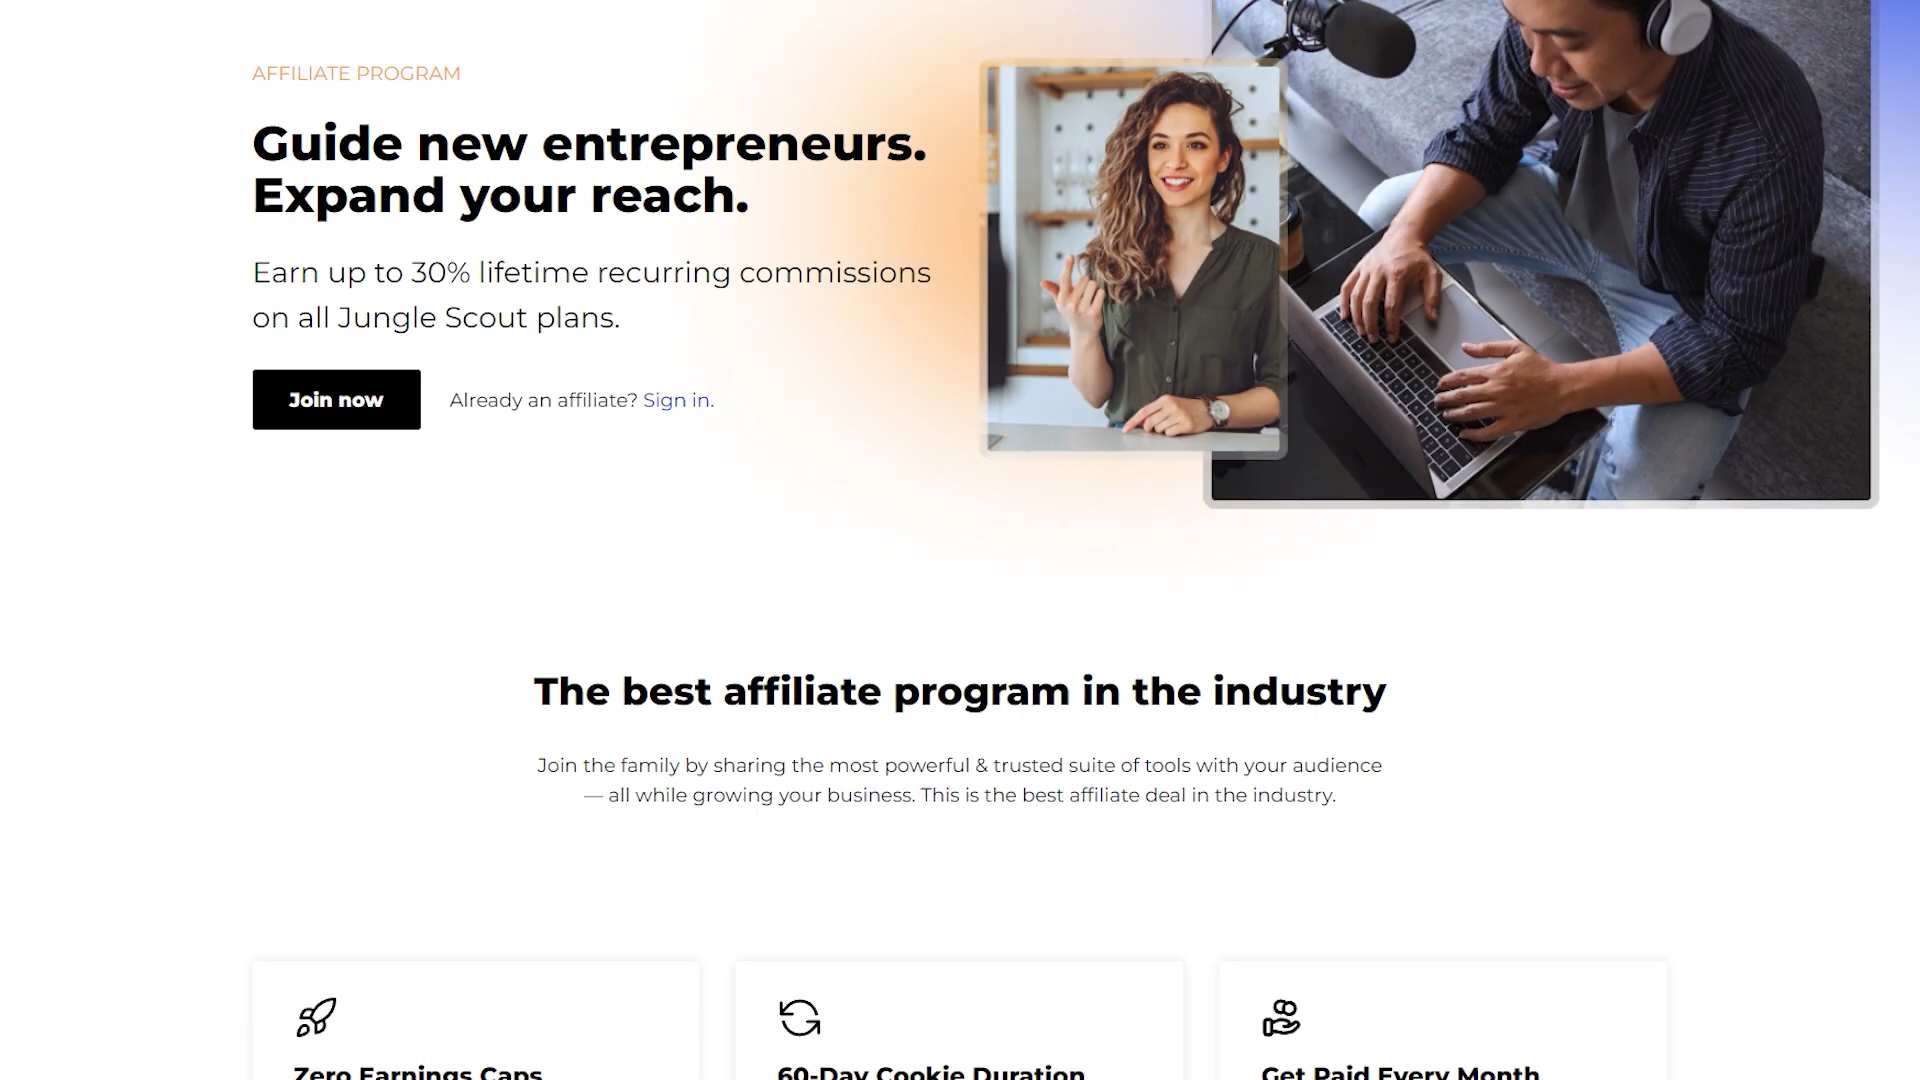 AFFILIATE PROGRAM
Guide new entrepreneurs.
Expand your reach.
Earn up to 30% lifetime recurring commissions
on all Jungle Scout plans.
Join now
Already an affiliate? Sign in.
The best affiliate program in the industry
Join the family by sharing the most powerful & trusted suite of tools with your audience
— all while growing your business. This is the best affiliate deal in the industry.
Zero Earnings Caps
60-Day Cookie Duration
Get Paid Every Month